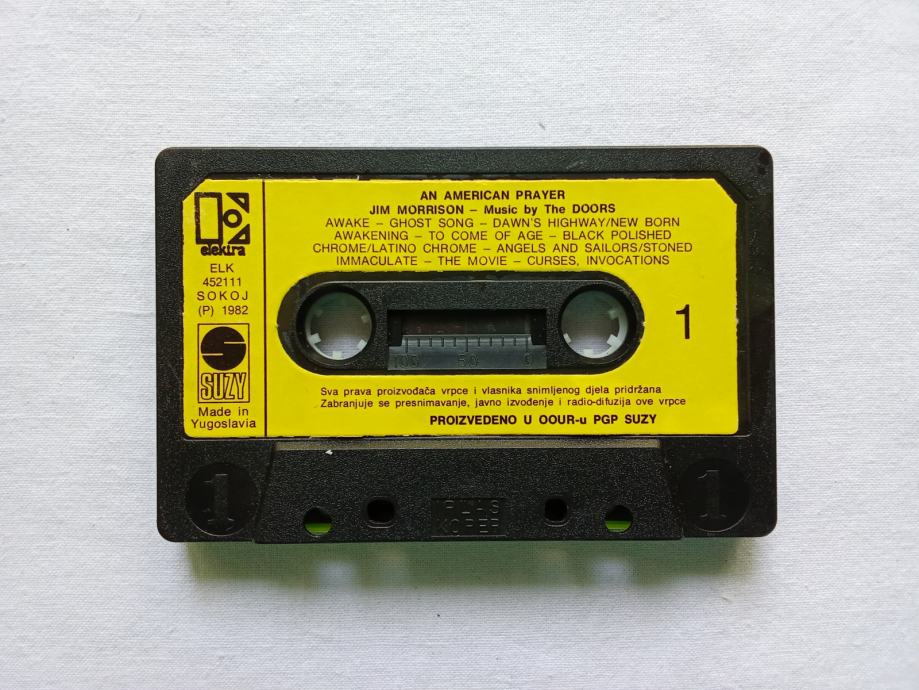 AN AMERICAN PRAYER
JIM MORRISON – Music by The DOORS
AWAKE – GHOST SONG – DAWN'S HIGHWAY/NEW BORN
AWAKENING – TO COME OF AGE – BLACK POLISHED
CHROME/LATINO CHROME – ANGELS AND SAILORS/STONED
IMMACULATE – THE MOVIE – CURSES, INVOCATIONS
elektra
ELK
452111
SOKOJ
(P) 1982
SUZY
Made in
Yugoslavia
1
100 50 0
Sva prava proizvođača vrpce i vlasnika snimljenog djela pridržana
Zabranjuje se presnimavanje, javno izvođenje i radio-difuzija ove vrpce
PROIZVEDENO U OOUR-u PGP SUZY
1
PLAS
KOPER
1